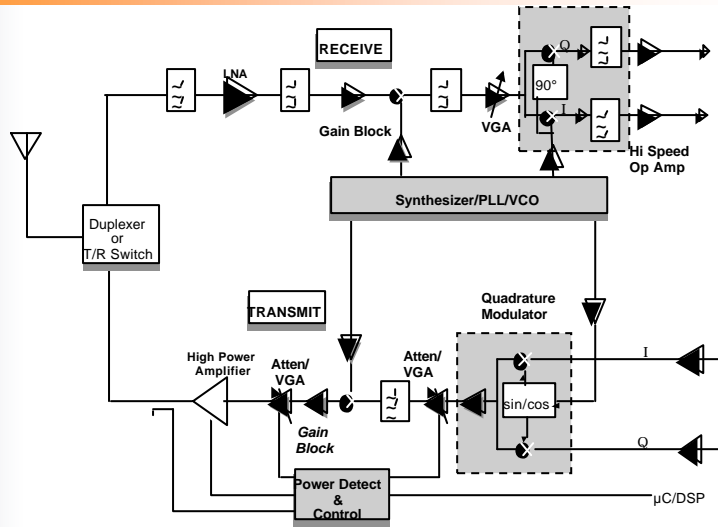 RECEIVE
LNA
Q
90°
I
Gain Block
VGA
Hi Speed
Op Amp
Synthesizer/PLL/VCO
Duplexer
or
T/R Switch
TRANSMIT
Quadrature
Modulator
High Power
Amplifier
Atten/
VGA
Atten/
VGA
I
sin/cos
Gain
Block
Q
Power Detect
&
Control
µC/DSP